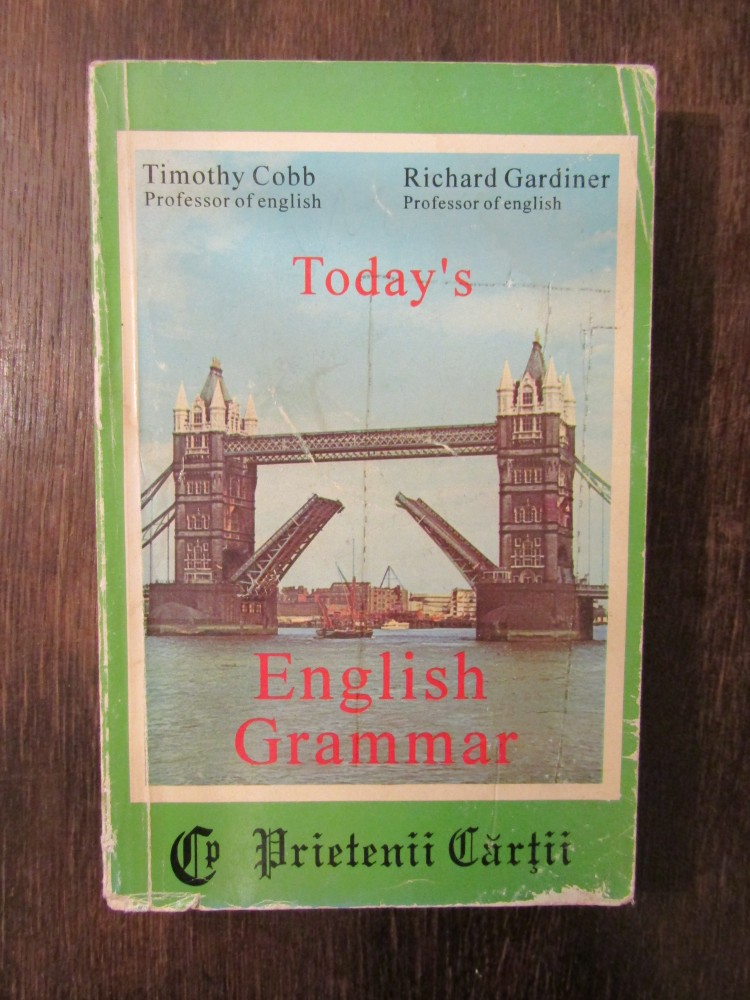 Timothy Cobb
Professor of english
Richard Gardiner
Professor of english
Today's
English
Grammar
Cp Prietenii Cărţii